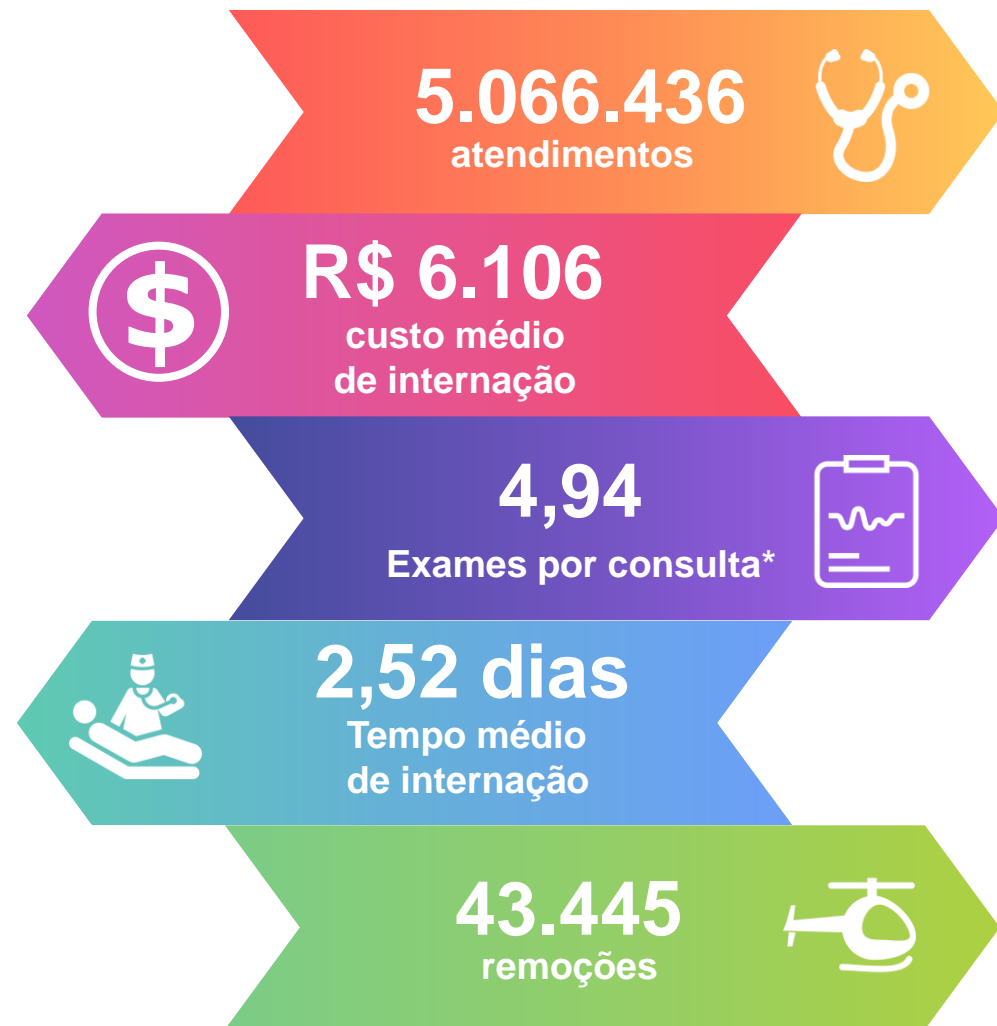 5.066.436
atendimentos
$
R$ 6.106
custo médio
de internação
4,94
Exames por consulta*
2,52 dias
Tempo médio
de internação
43.445
remoções